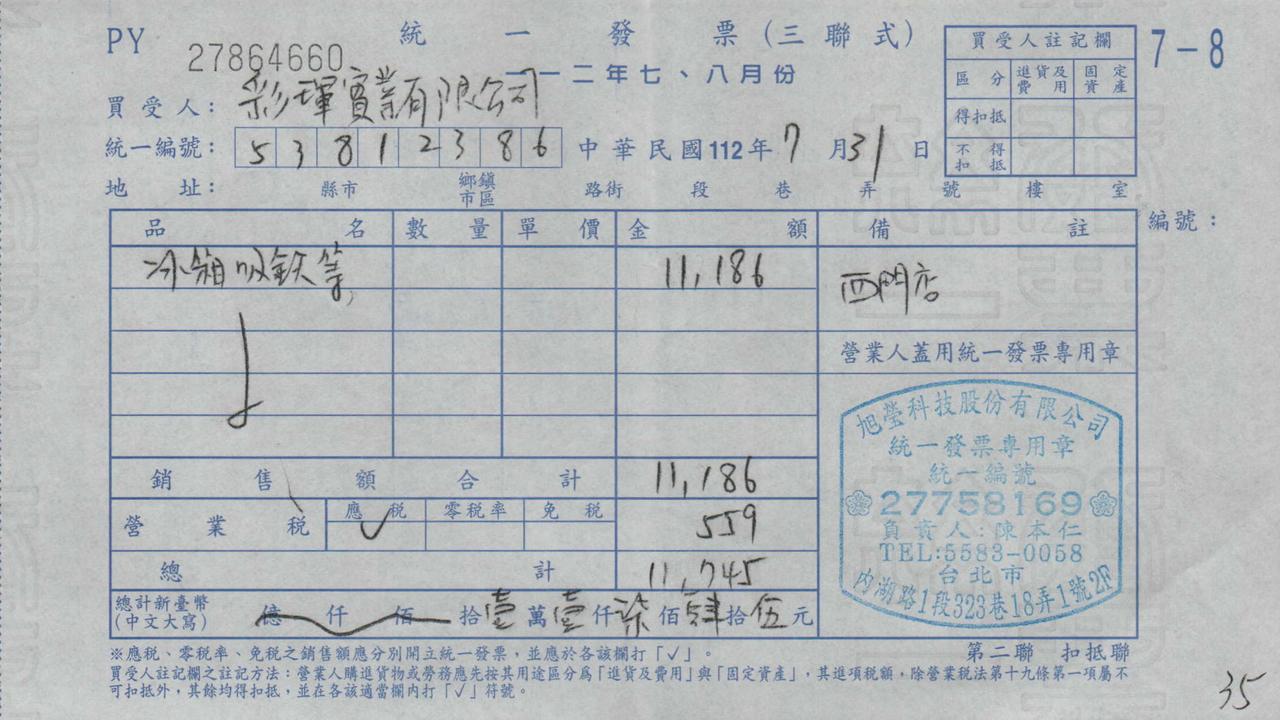 PY 27864660 統一發票(三聯式) 7-8
一一二年七、八月份
買受人註記欄
區分 進貨及費用 固定資產
得扣抵
不得扣抵
買受人: 彩琿實業有限公司
統一編號: 53812386 中華民國112年7月31日
地址: 縣市 鄉鎮市區 路街 段 巷 弄 號 樓 室
品名 數量 單價 金額 備註 編號:
冰箱吸鉄等, 11,186 西門店
營業人蓋用統一發票專用章
銷售額合計 11,186
營業稅 應稅 ✓ 零稅率 免稅 559
總計 11,745
總計新臺幣(中文大寫) 億 仟 佰 拾壹萬壹仟柒佰肆拾伍元
旭瑩科技股份有限公司
統一發票專用章
統一編號
27758169
負責人:陳本仁
TEL:5583-0058
台北市
內湖路1段323巷18弄1號2F
※應稅、零稅率、免稅之銷售額應分別開立統一發票,並應於各該欄打「√」。 第二聯 扣抵聯
買受人註記欄之註記方法:營業人購進貨物或勞務應先按其用途區分為「進貨及費用」與「固定資產」,其進項稅額,除營業稅法第十九條第一項屬不
可扣抵外,其餘均得扣抵,並在各該適當欄內打「√」符號。
35